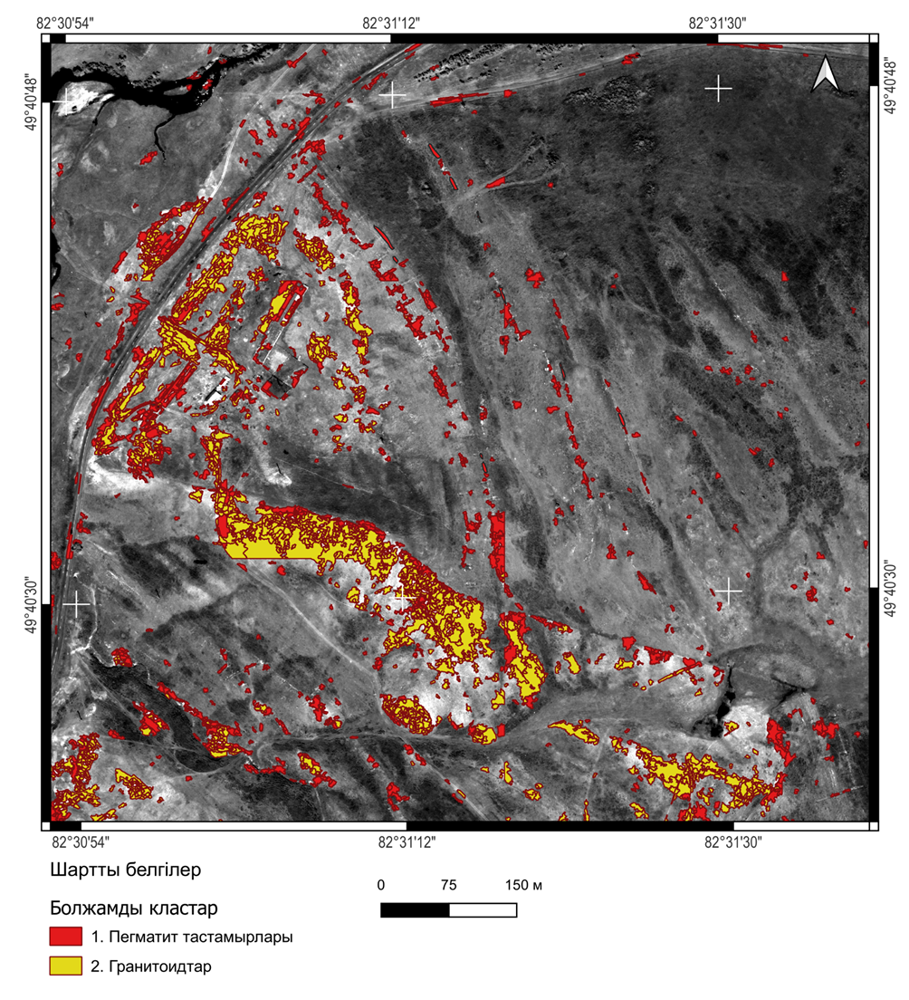 82°30'54" 82°31'12" 82°31'30"
49°40'48" 49°40'48"
49°40'30" 49°40'30"
82°30'54" 82°31'12" 82°31'30"
Шартты белгілер
0 75 150 м
Болжамды кластар
1. Пегматит тастамырлары
2. Гранитоидтар